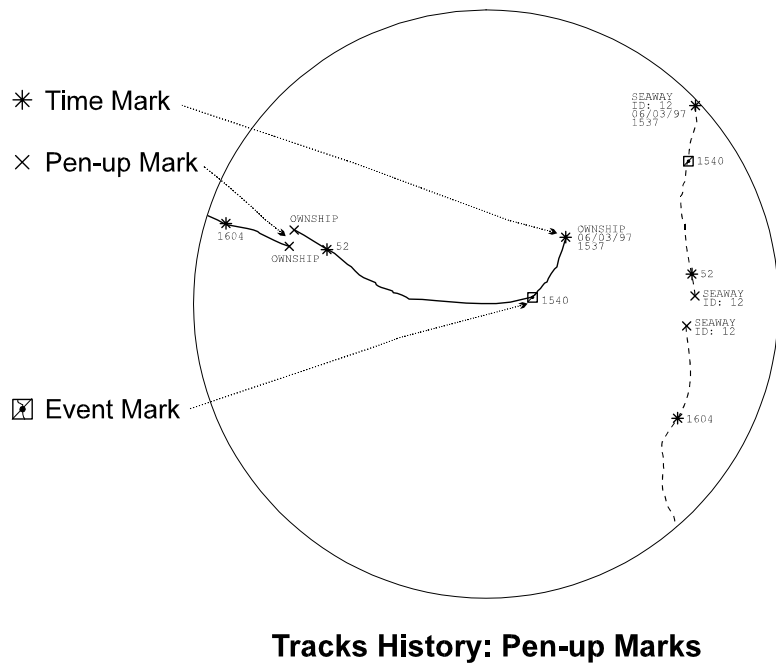 SEAWAY
ID: 12
06/03/97
1537
Time Mark
Pen-up Mark
1540
OWNSHIP
1604
52
OWNSHIP
OWNSHIP
06/03/97
1537
52
SEAWAY
ID: 12
1540
SEAWAY
ID: 12
Event Mark
1604
Tracks History: Pen-up Marks